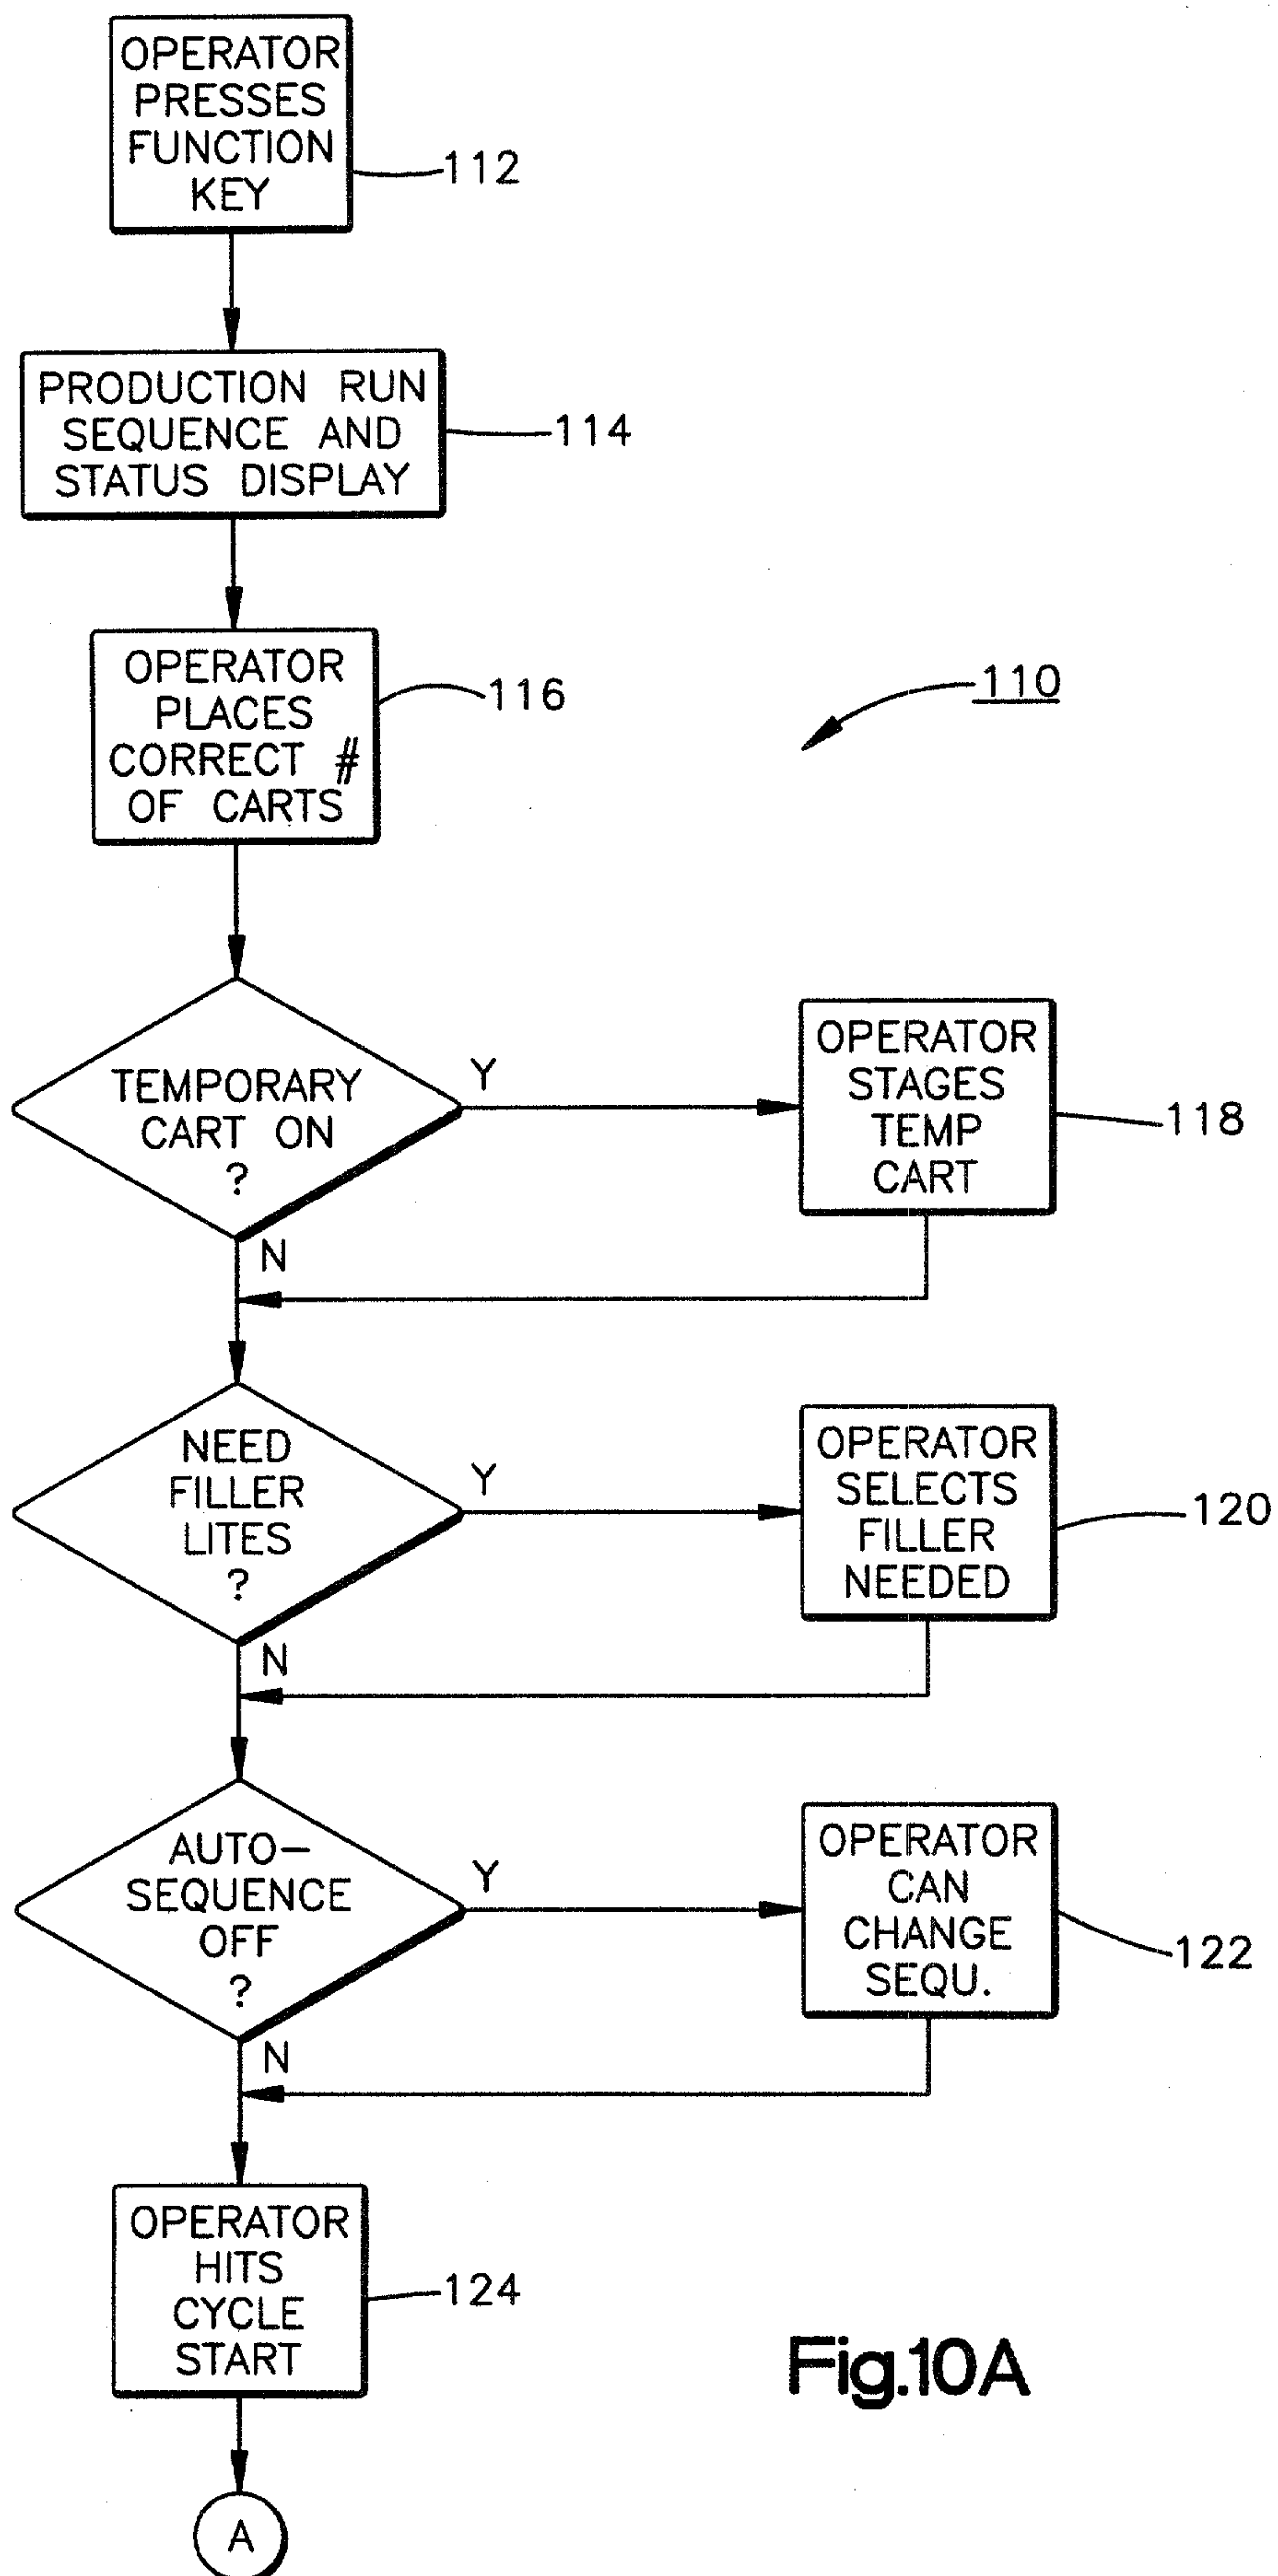 OPERATOR
PRESSES
FUNCTION
KEY
112
PRODUCTION RUN
SEQUENCE AND
STATUS DISPLAY
114
OPERATOR
PLACES
CORRECT #
OF CARTS
116
110
TEMPORARY
CART ON
?
Y
N
OPERATOR
STAGES
TEMP
CART
118
NEED
FILLER
LITES
?
Y
N
OPERATOR
SELECTS
FILLER
NEEDED
120
AUTO-
SEQUENCE
OFF
?
Y
N
OPERATOR
CAN
CHANGE
SEQU.
122
OPERATOR
HITS
CYCLE
START
124
A
Fig.10A